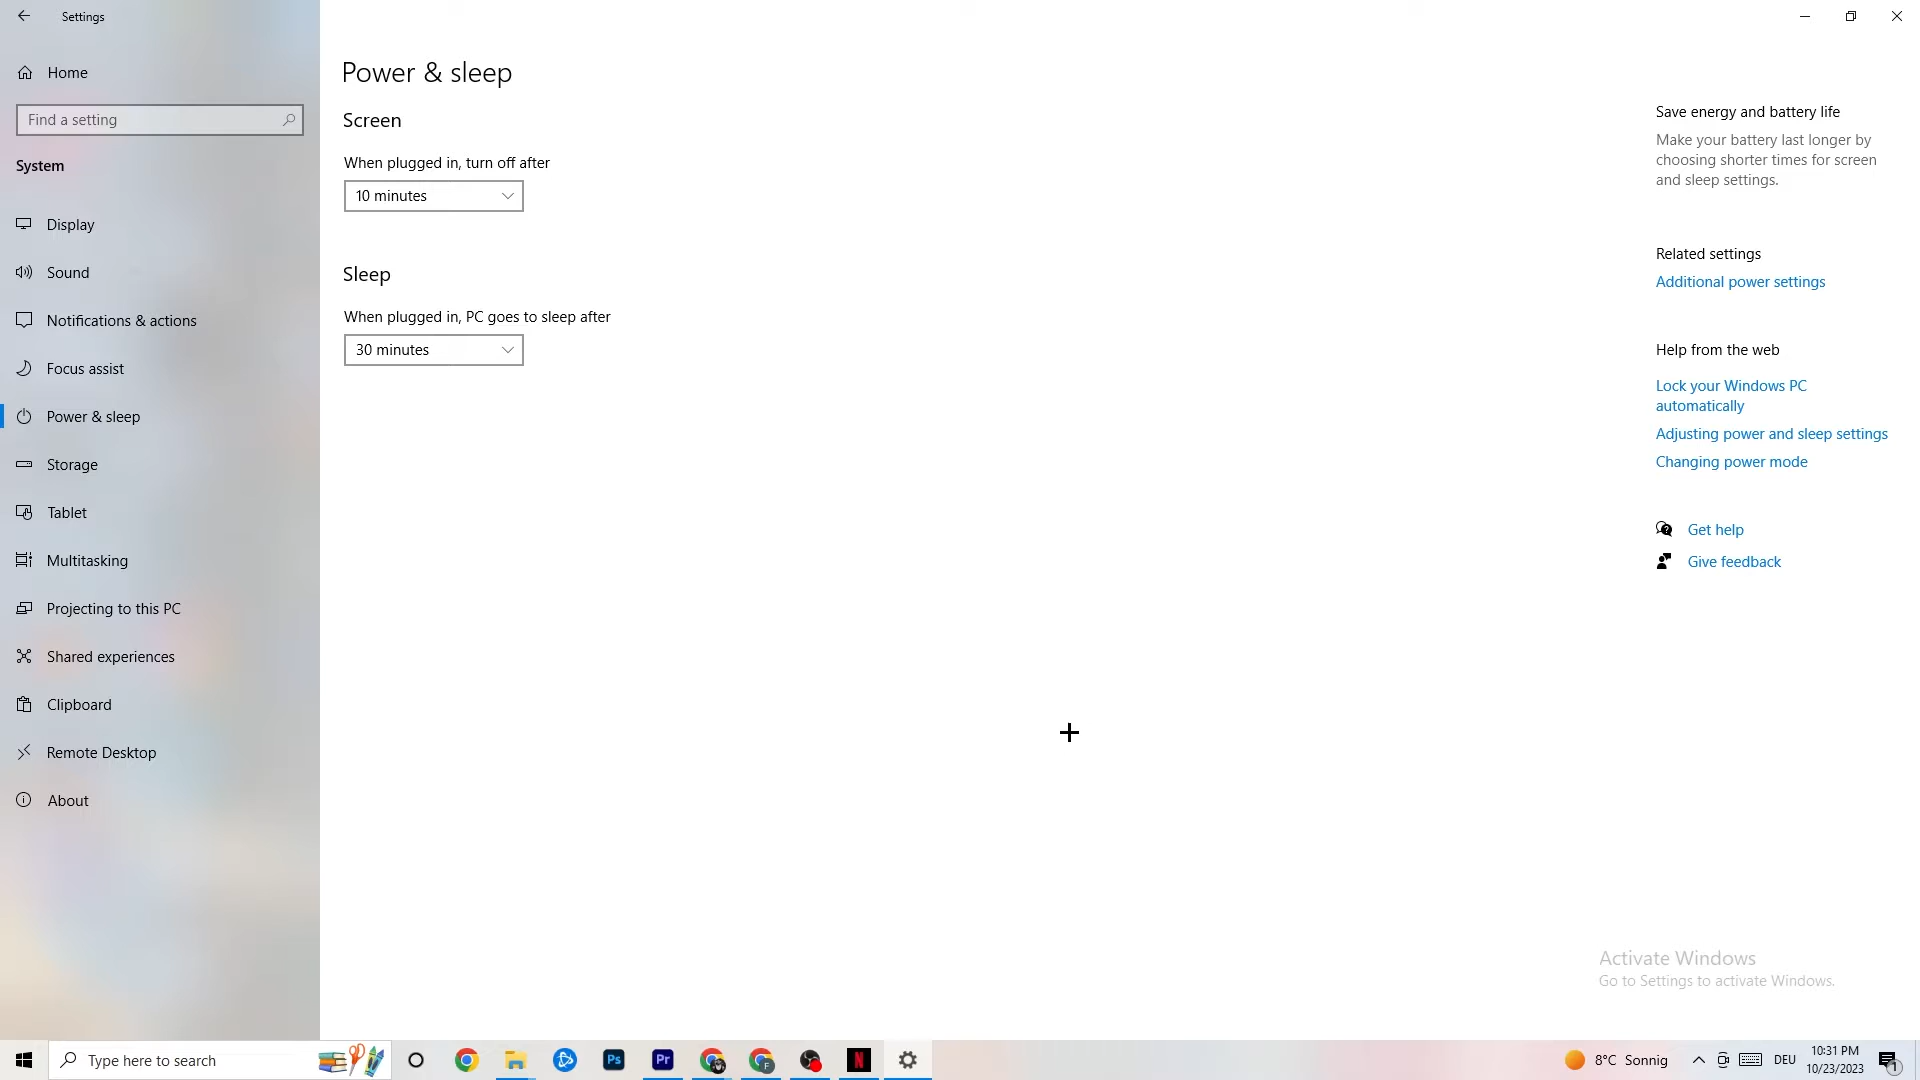 Settings
Home
Find a setting
System
Display
Sound
Notifications & actions
Focus assist
Power & sleep
Storage
Tablet
Multitasking
Projecting to this PC
Shared experiences
Clipboard
Remote Desktop
About
Power & sleep
Screen
When plugged in, turn off after
10 minutes
Sleep
When plugged in, PC goes to sleep after
30 minutes
Save energy and battery life
Make your battery last longer by
choosing shorter times for screen
and sleep settings.
Related settings
Additional power settings
Help from the web
Lock your Windows PC
automatically
Adjusting power and sleep settings
Changing power mode
Get help
Give feedback
Activate Windows
Go to Settings to activate Windows.
Type here to search
Ps
Pr
F
N
8°C Sonnig
DEU
10:31 PM
10/23/2023
1